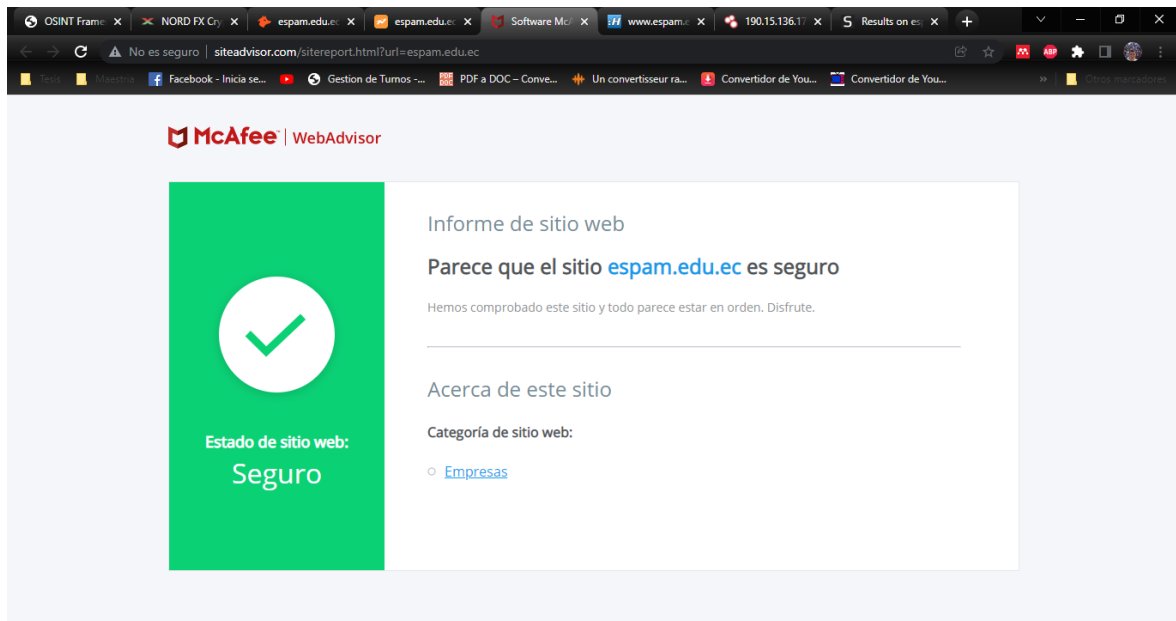 OSINT Frame
NORD FX Cry
espam.edu.ec
espam.edu.ec
Software Mc
www.espam.e
190.15.136.17
Results on es
No es seguro | siteadvisor.com/sitereport.html?url=espam.edu.ec
Tesis
Maestria
Facebook - Inicia se...
Gestion de Turnos -...
PDF a DOC – Conve...
Un convertisseur ra...
Convertidor de You...
Convertidor de You...
»
Otros marcadores
McAfee™ | WebAdvisor
Informe de sitio web
Parece que el sitio espam.edu.ec es seguro
Hemos comprobado este sitio y todo parece estar en orden. Disfrute.
Acerca de este sitio
Categoría de sitio web:
Empresas
Estado de sitio web:
Seguro